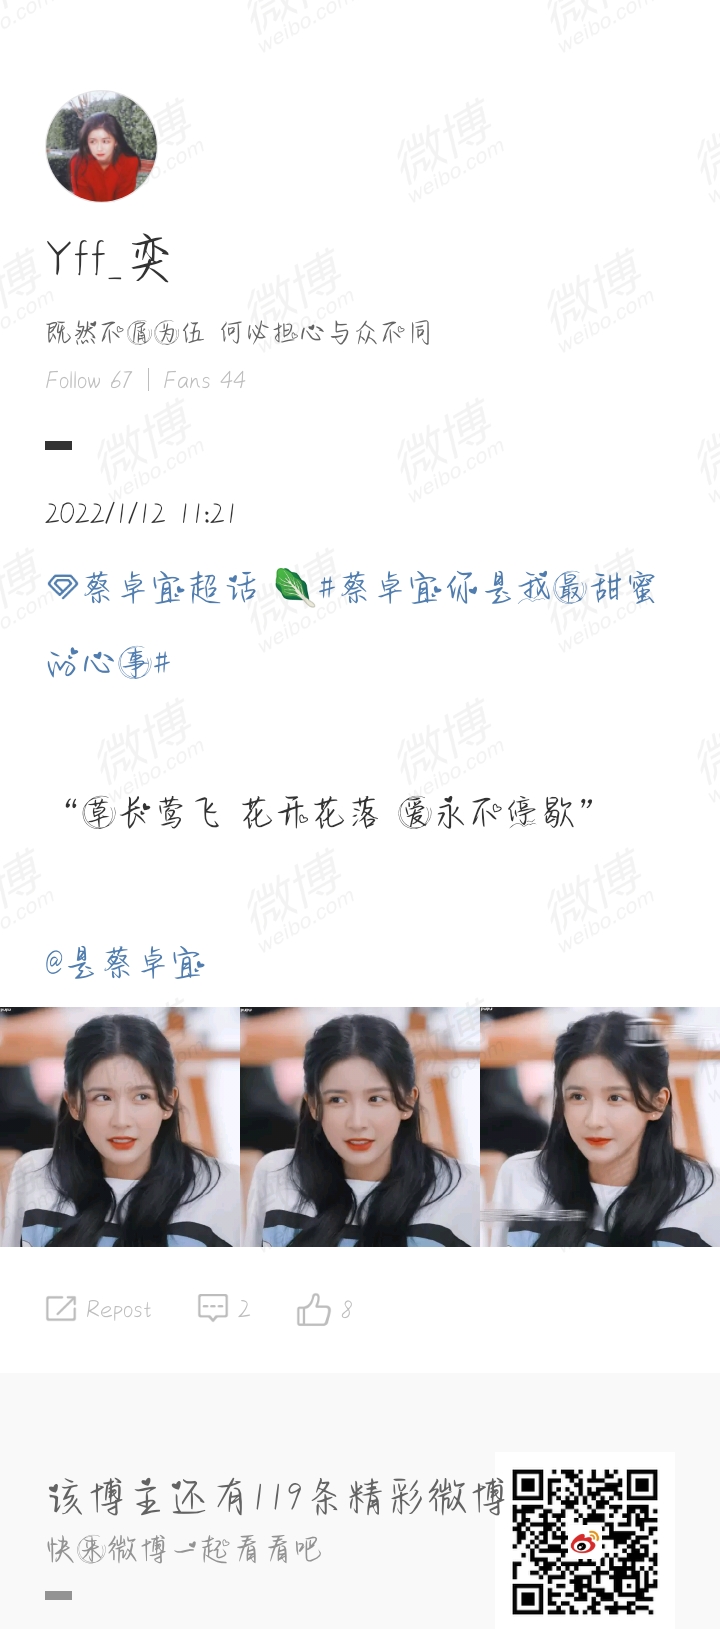 Yff_奕
既然不屑为伍 何必担心与众不同
Follow 67 | Fans 44
2022/1/12 11:21
蔡卓宜超话 🥬#蔡卓宜你是我最甜蜜
的心事#
“草长莺飞 花开花落 爱永不停歇”
@是蔡卓宜
Repost 2 8
该博主还有119条精彩微博
快来微博一起看看吧
微博
weibo.com